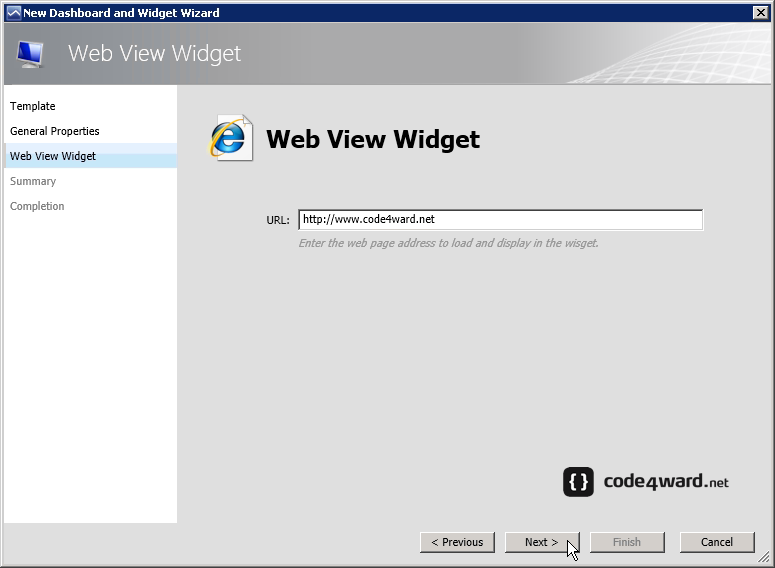 New Dashboard and Widget Wizard
Web View Widget
Template
General Properties
Web View Widget
Summary
Completion
Web View Widget
URL: http://www.code4ward.net
Enter the web page address to load and display in the wisget.
{} code4ward.net
< Previous Next > Finish Cancel